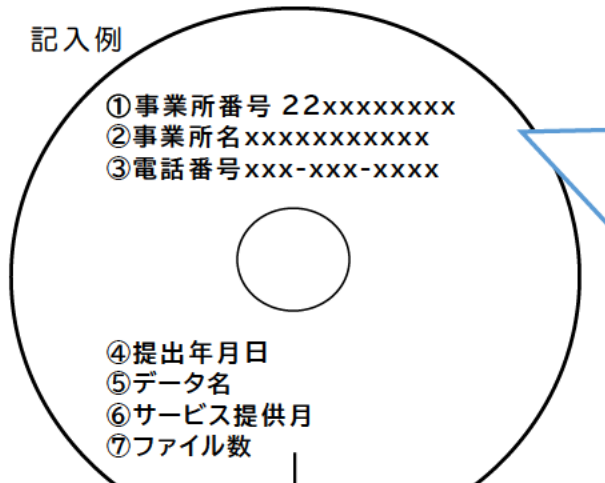 記入例
①事業所番号 22xxxxxxxx
②事業所名xxxxxxxxxxx
③電話番号xxx-xxx-xxxx
④提出年月日
⑤データ名
⑥サービス提供月
⑦ファイル数